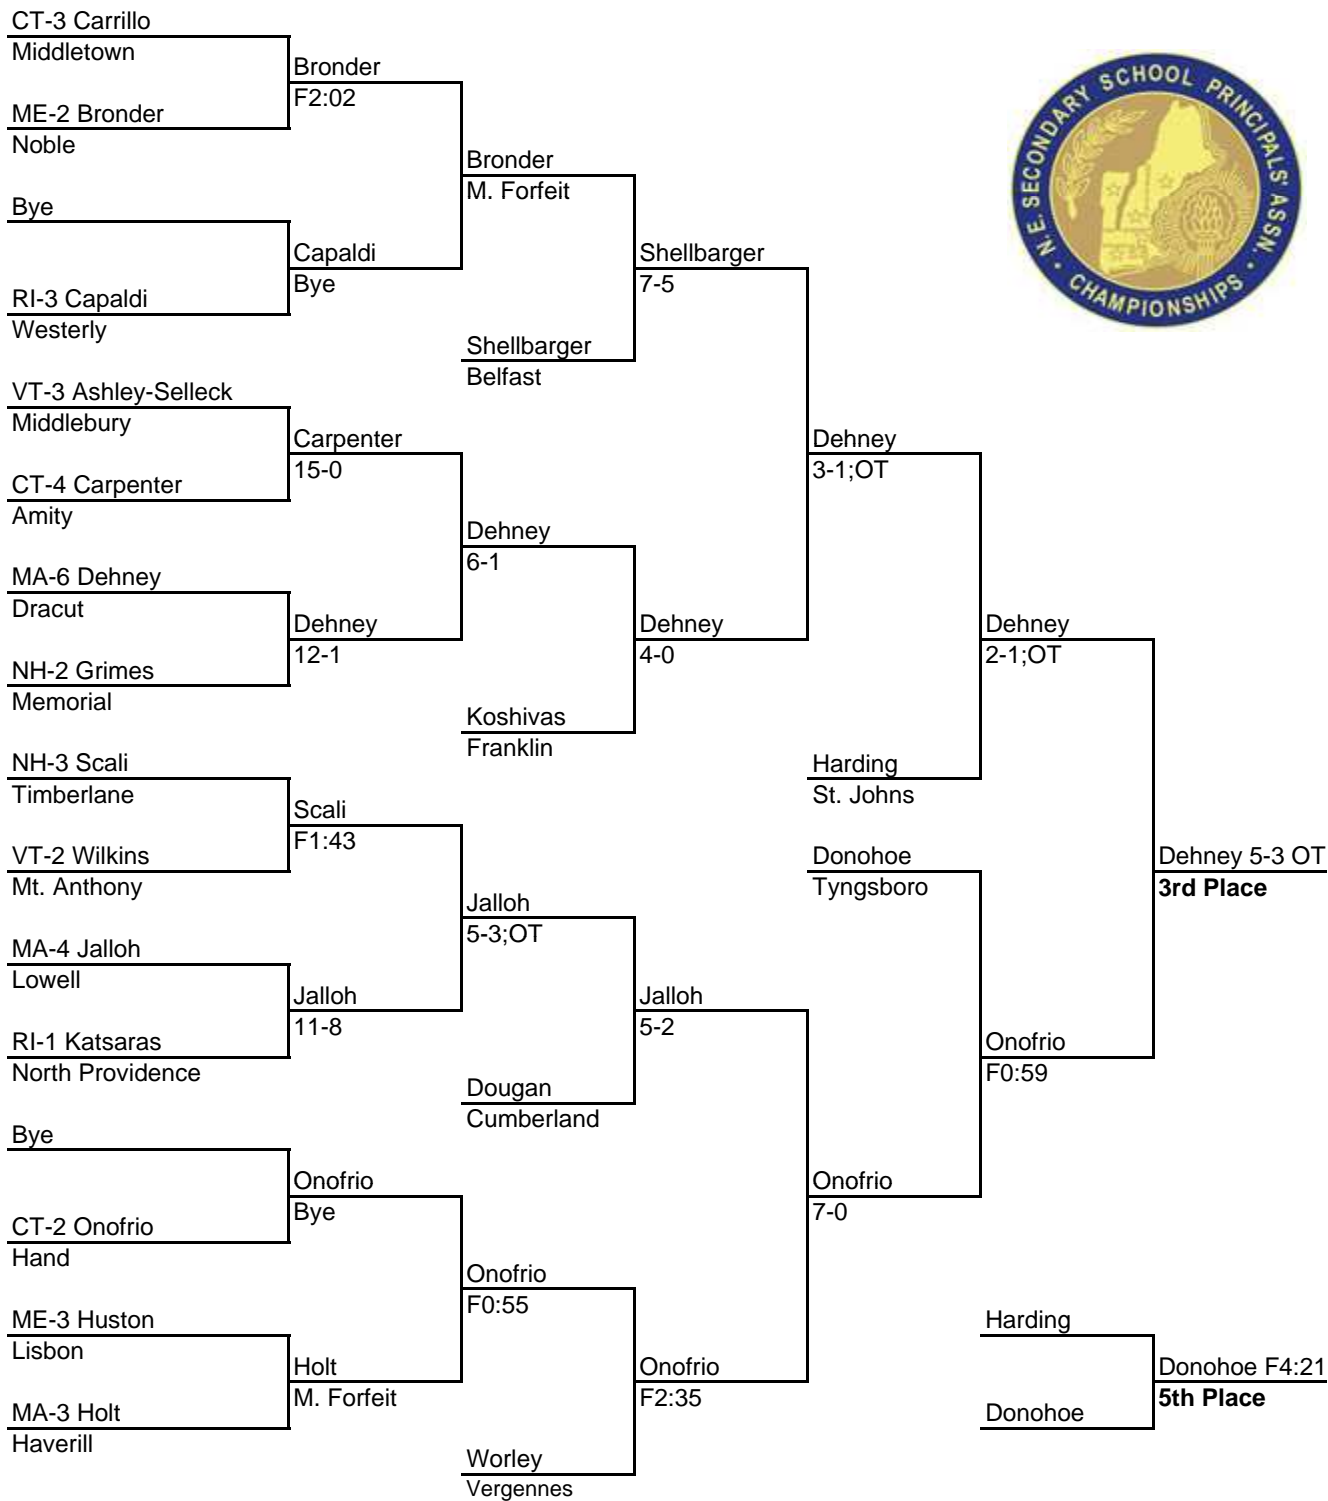 CT-3 Carrillo
Middletown
Bronder
F2:02
ME-2 Bronder
Noble
Bronder
M. Forfeit
Bye
Capaldi
Bye
RI-3 Capaldi
Westerly
Shellbarger
7-5
Shellbarger
Belfast
VT-3 Ashley-Selleck
Middlebury
Carpenter
15-0
CT-4 Carpenter
Amity
Dehney
6-1
MA-6 Dehney
Dracut
Dehney
12-1
NH-2 Grimes
Memorial
Dehney
4-0
Koshivas
Franklin
Dehney
3-1;OT
Dehney
2-1;OT
Harding
St. Johns
NH-3 Scali
Timberlane
Scali
F1:43
VT-2 Wilkins
Mt. Anthony
Jalloh
5-3;OT
MA-4 Jalloh
Lowell
Jalloh
11-8
RI-1 Katsaras
North Providence
Jalloh
5-2
Dougan
Cumberland
Donohoe
Tyngsboro
Dehney 5-3 OT
3rd Place
Onofrio
F0:59
Bye
Onofrio
Bye
CT-2 Onofrio
Hand
Onofrio
7-0
Onofrio
F0:55
ME-3 Huston
Lisbon
Holt
M. Forfeit
MA-3 Holt
Haverill
Onofrio
F2:35
Worley
Vergennes
Harding
Donohoe F4:21
5th Place
Donohoe
N.E. SECONDARY SCHOOL PRINCIPALS' ASSN.
• CHAMPIONSHIPS •